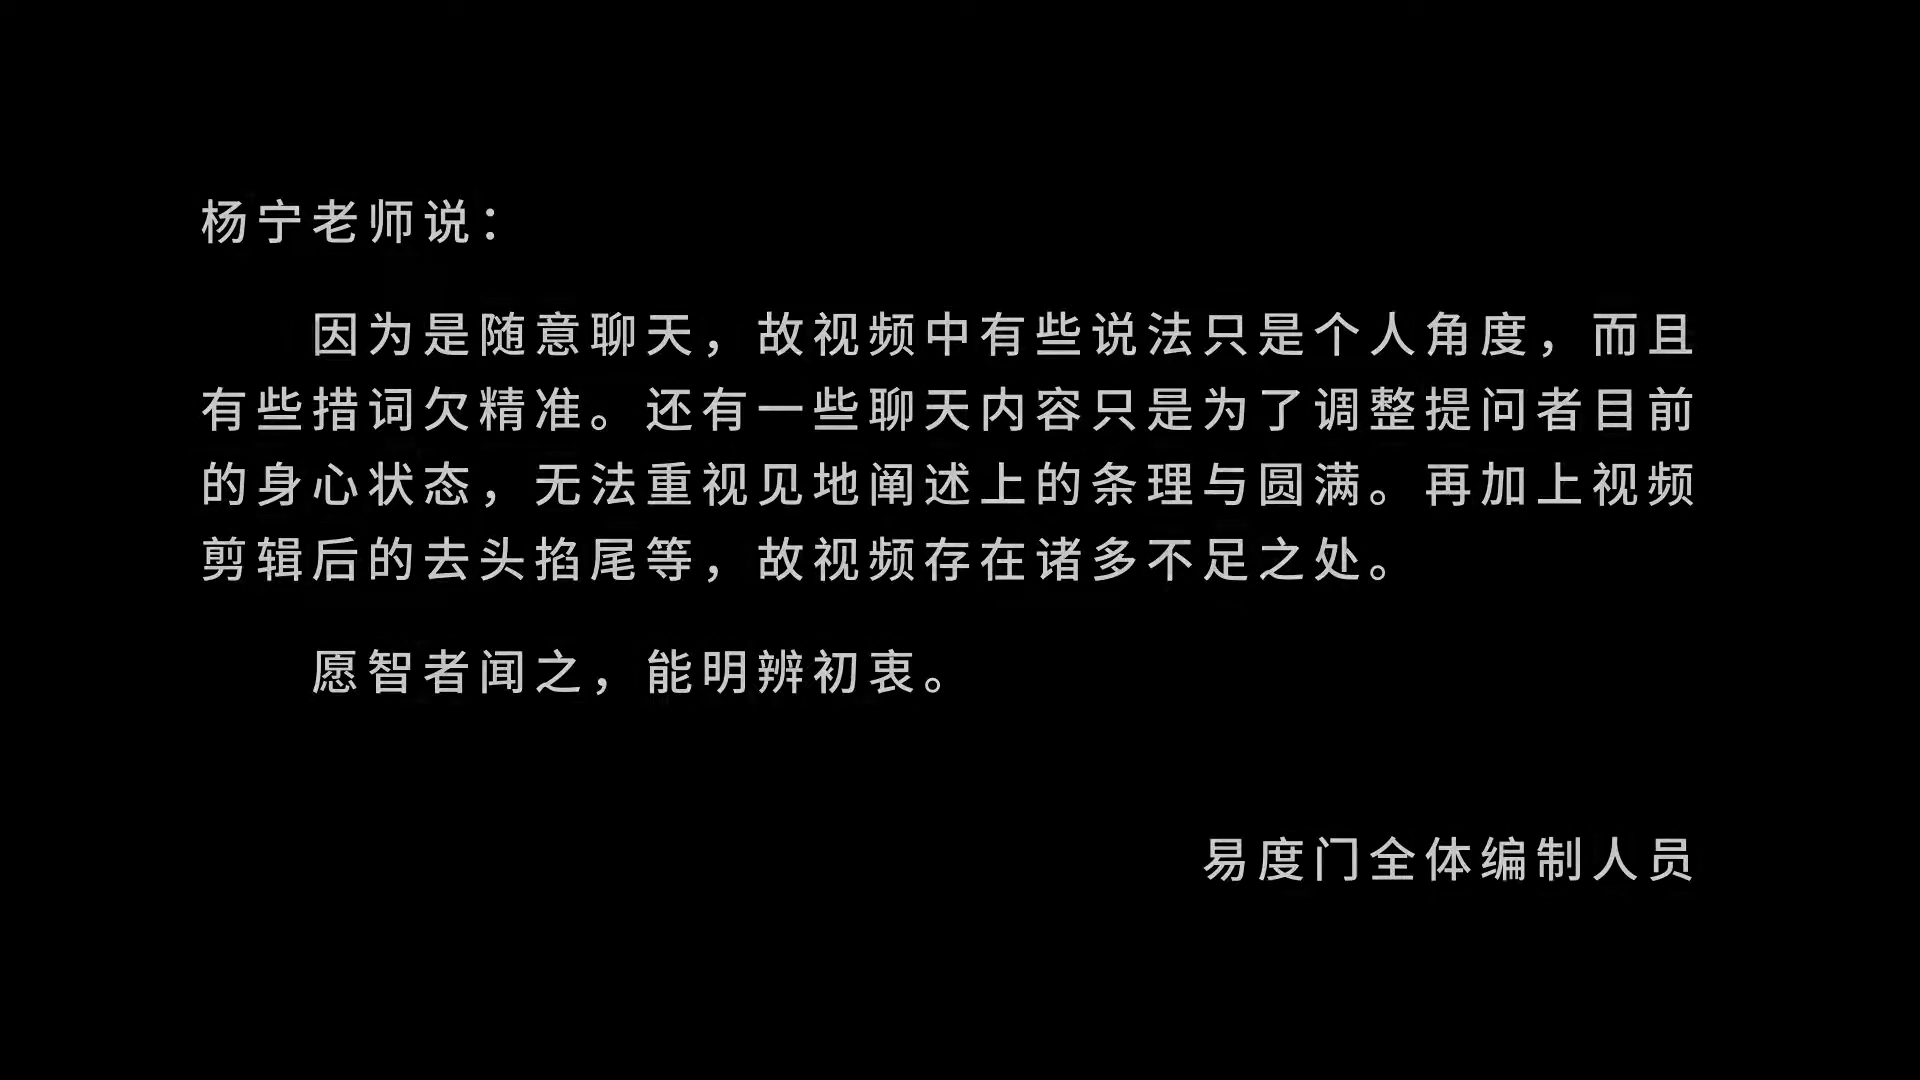 杨宁老师说：
因为是随意聊天，故视频中有些说法只是个人角度，而且
有些措词欠精准。还有一些聊天内容只是为了调整提问者目前
的身心状态，无法重视见地阐述上的条理与圆满。再加上视频
剪辑后的去头掐尾等，故视频存在诸多不足之处。
愿智者闻之，能明辨初衷。
易度门全体编制人员